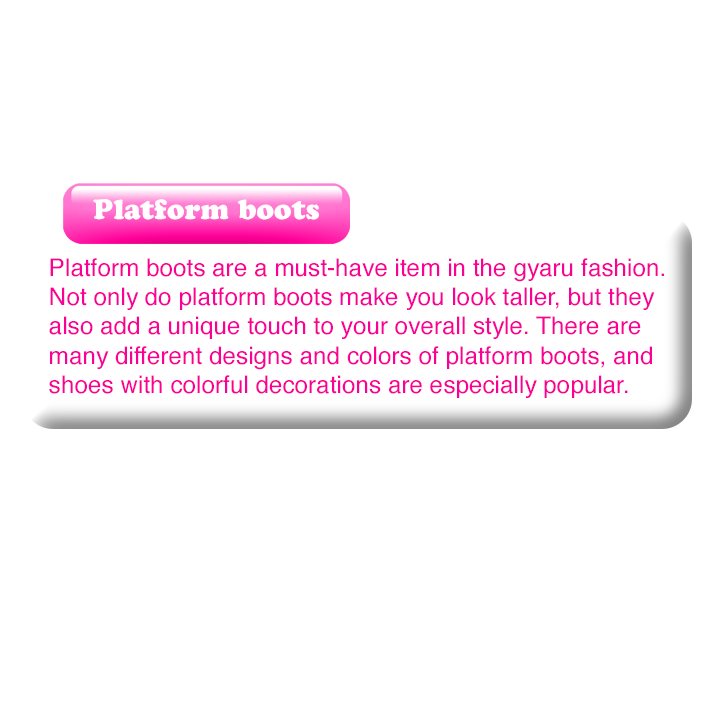 Platform boots
Platform boots are a must-have item in the gyaru fashion.
Not only do platform boots make you look taller, but they
also add a unique touch to your overall style. There are
many different designs and colors of platform boots, and
shoes with colorful decorations are especially popular.